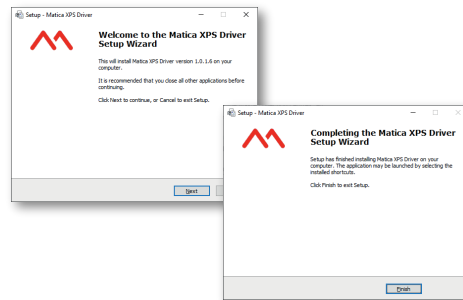 Setup - Matica XPS Driver
Welcome to the Matica XPS Driver
Setup Wizard
This will install Matica XPS Driver version 1.0.1.6 on your
computer.
It is recommended that you close all other applications before
continuing.
Click Next to continue, or Cancel to exit Setup.
Next
Setup - Matica XPS Driver
Completing the Matica XPS Driver
Setup Wizard
Setup has finished installing Matica XPS Driver on your
computer. The application may be launched by selecting the
installed shortcuts.
Click Finish to exit Setup.
Finish